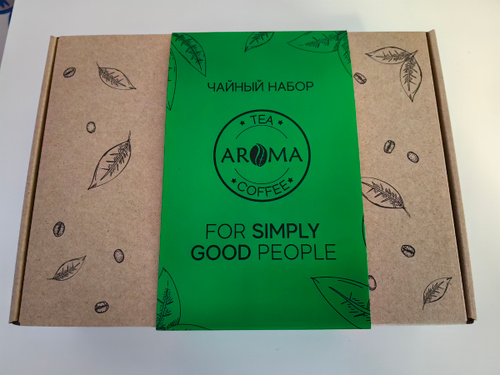 ЧАЙНЫЙ НАБОР
TEA
AROMA
COFFEE
FOR SIMPLY
GOOD PEOPLE